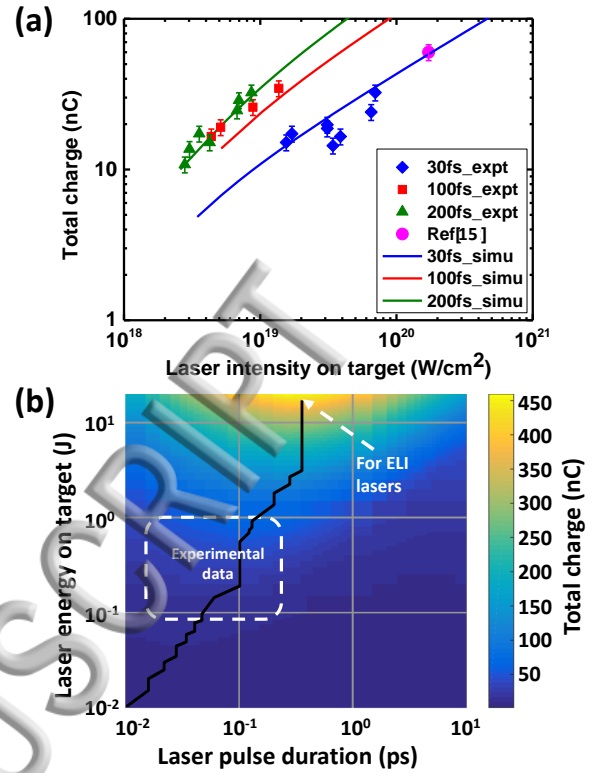 (a)
Total charge (nC)
100
10
1
30fs_expt
100fs_expt
200fs_expt
Ref[15]
30fs_simu
100fs_simu
200fs_simu
10^18 10^19 10^20 10^21
Laser intensity on target (W/cm^2)
(b)
Laser energy on target (J)
10^1
10^0
10^-1
10^-2
For ELI
lasers
Experimental
data
10^-2 10^-1 10^0 10^1
Laser pulse duration (ps)
450
400
350
300
250
200
150
100
50
Total charge (nC)
USCRIPT